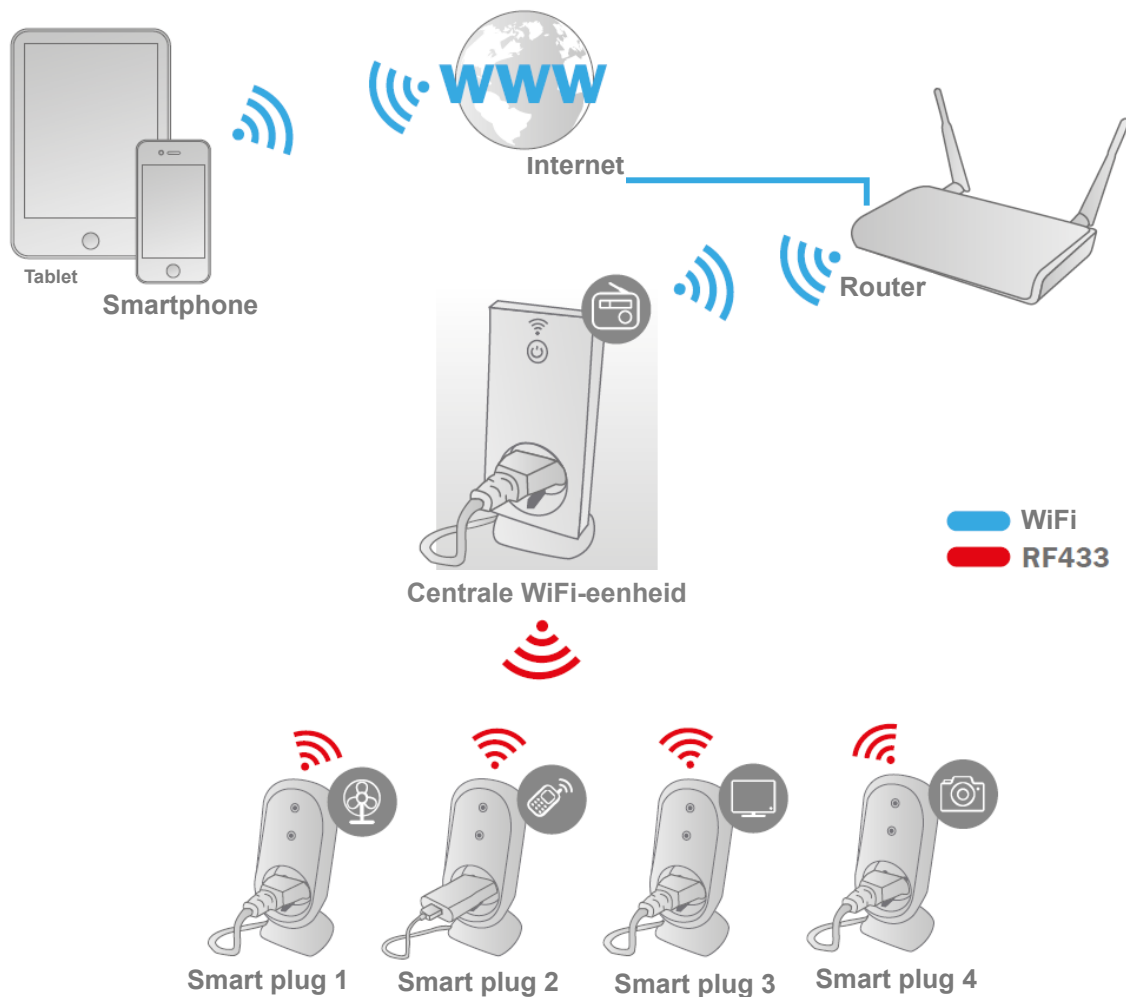 www
Internet
Tablet
Smartphone
Router
WiFi
RF433
Centrale WiFi-eenheid
Smart plug 1
Smart plug 2
Smart plug 3
Smart plug 4